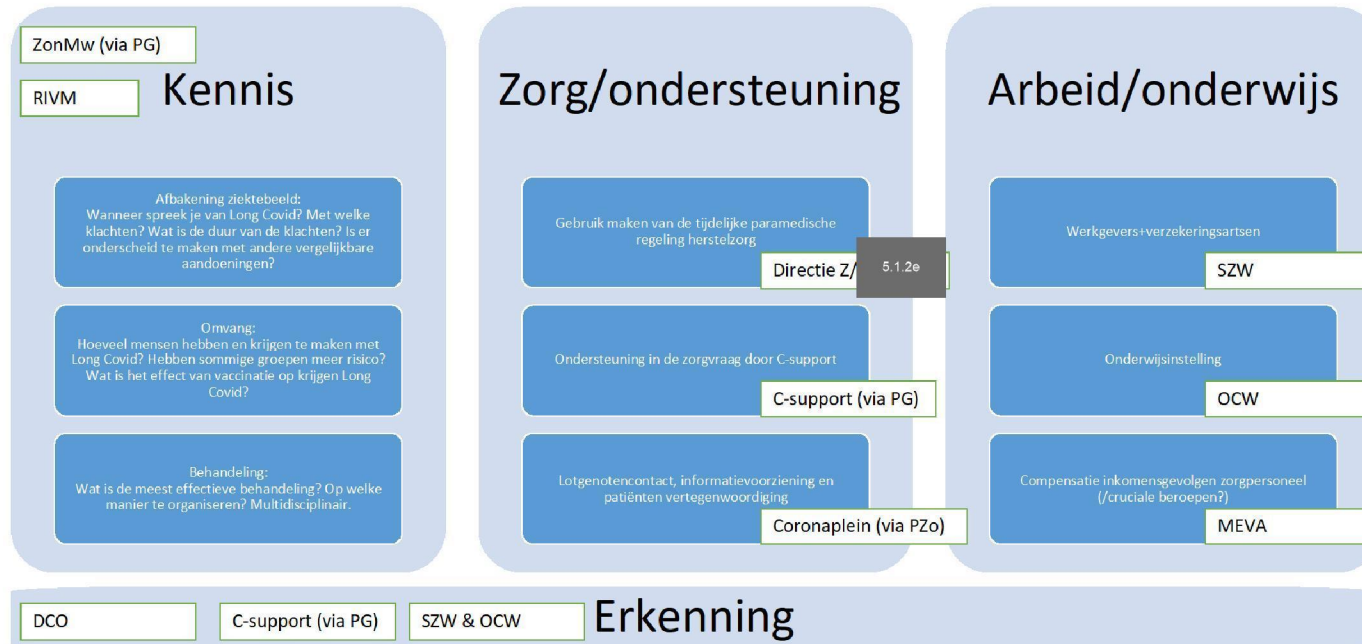 ZonMw (via PG)
RIVM
Kennis
Afbakening ziektebeeld:
Wanneer spreek je van Long Covid? Met welke
klachten? Wat is de duur van de klachten? Is er
onderscheid te maken met andere vergelijkbare
aandoeningen?
Omvang:
Hoeveel mensen hebben en krijgen te maken met
Long Covid? Hebben sommige groepen meer risico?
Wat is het effect van vaccinatie op krijgen Long
Covid?
Behandeling:
Wat is de meest effectieve behandeling? Op welke
manier te organiseren? Multidisciplinair.
Zorg/ondersteuning
Gebruik maken van de tijdelijke paramedische
regeling herstelzorg
Directie Z/
5.1.2e
Ondersteuning in de zorgvraag door C-support
C-support (via PG)
Lotgenotencontact, informatievoorziening en
patiënten vertegenwoordiging
Coronaplein (via PZo)
Arbeid/onderwijs
Werkgevers+verzekeringsartsen
SZW
Onderwijsinstelling
OCW
Compensatie inkomensgevolgen zorgpersoneel
(/cruciale beroepen?)
MEVA
DCO
C-support (via PG)
SZW & OCW
Erkenning